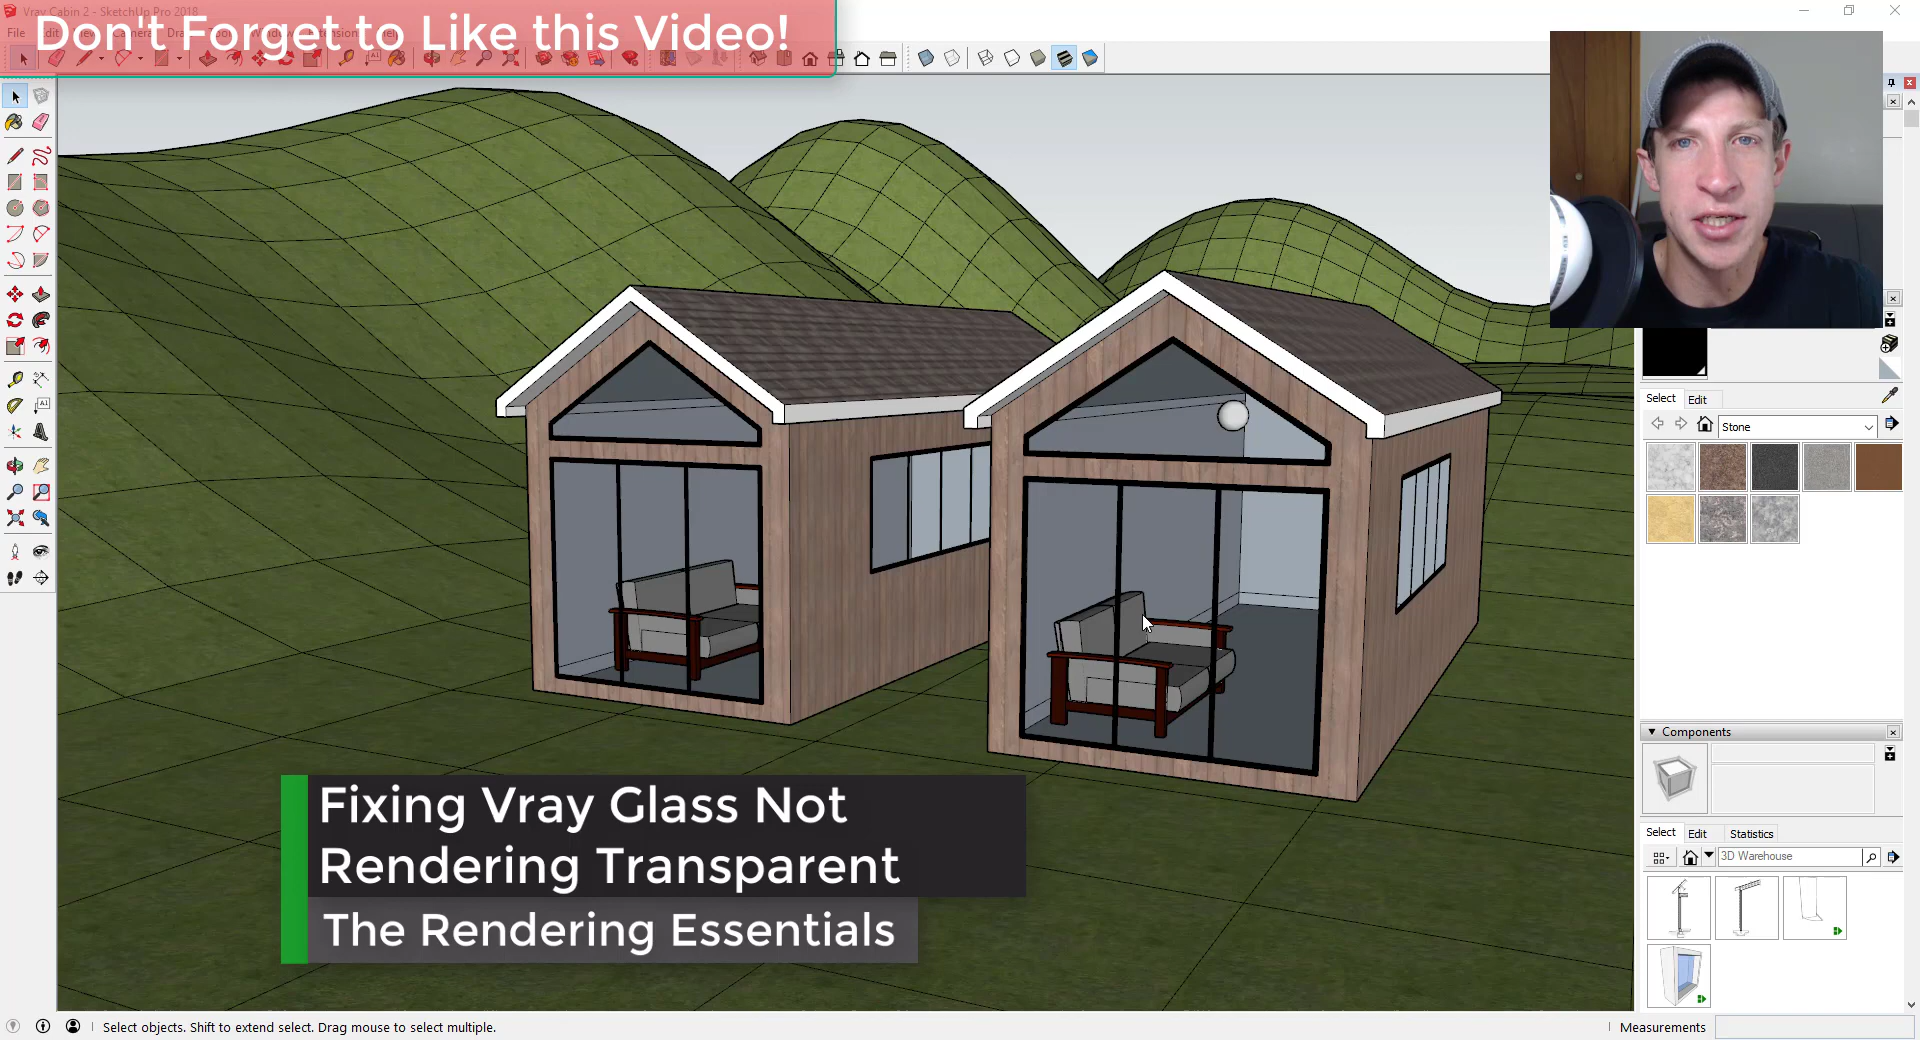 Vray Cabin 2 - SketchUp Pro 2018
Don't Forget to Like this Video!
File
Select Edit
Stone
Fixing Vray Glass Not
Rendering Transparent
The Rendering Essentials
Components
Select Edit Statistics
3D Warehouse
Select objects. Shift to extend select. Drag mouse to select multiple.
Measurements